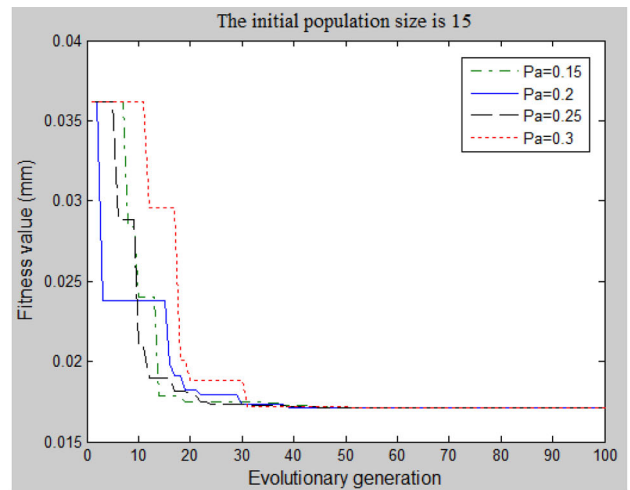 The initial population size is 15
0.04
0.035
0.03
0.025
0.02
0.015
Fitness value (mm)
Pa=0.15
Pa=0.2
Pa=0.25
Pa=0.3
0 10 20 30 40 50 60 70 80 90 100
Evolutionary generation